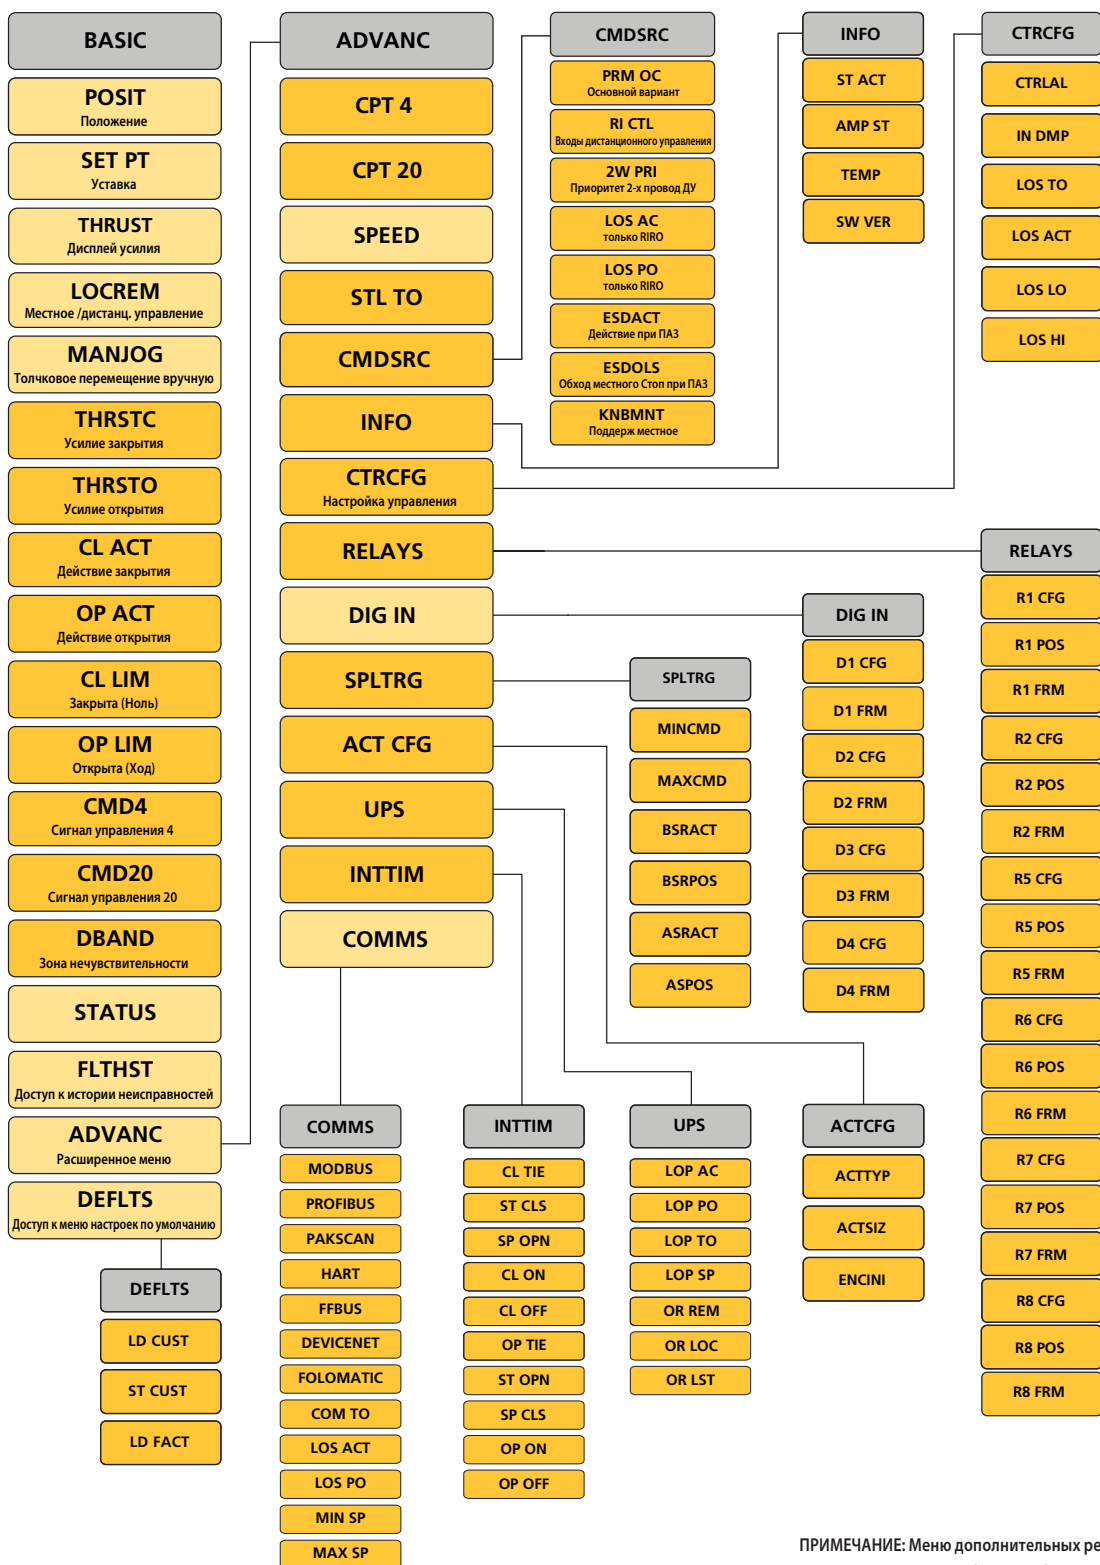 BASIC
POSIT
Положение
SET PT
Уставка
THRUST
Дисплей усилия
LOCREM
Местное /дистанц. управление
MANJOG
Толчковое перемещение вручную
THRSTC
Усилие закрытия
THRSTO
Усилие открытия
CL ACT
Действие закрытия
OP ACT
Действие открытия
CL LIM
Закрыта (Ноль)
OP LIM
Открыта (Ход)
CMD4
Сигнал управления 4
CMD20
Сигнал управления 20
DBAND
Зона нечувствительности
STATUS
FLTHST
Доступ к истории неисправностей
ADVANC
Расширенное меню
DEFLTS
Доступ к меню настроек по умолчанию
DEFLTS
LD CUST
ST CUST
LD FACT
ADVANC
CPT 4
CPT 20
SPEED
STL TO
CMDSRC
INFO
CTRCFG
Настройка управления
RELAYS
DIG IN
SPLTRG
ACT CFG
UPS
INTTIM
COMMS
COMMS
MODBUS
PROFIBUS
PAKSCAN
HART
FFBUS
DEVICENET
FOLOMATIC
COM TO
LOS ACT
LOS PO
MIN SP
MAX SP
INTTIM
CL TIE
ST CLS
SP OPN
CL ON
CL OFF
OP TIE
ST OPN
SP CLS
OP ON
OP OFF
CMDSRC
PRM OC
Основной вариант
RI CTL
Входы дистанционного управления
2W PRI
Приоритет 2-х провод ДУ
LOS AC
только RIRO
LOS PO
только RIRO
ESDACT
Действие при ПАЗ
ESDOLS
Обход местного Стоп при ПАЗ
KNBMNT
Поддерж местное
SPLTRG
MINCMD
MAXCMD
BSRACT
BSRPOS
ASRACT
ASPOS
UPS
LOP AC
LOP PO
LOP TO
LOP SP
OR REM
OR LOC
OR LST
INFO
ST ACT
AMP ST
TEMP
SW VER
DIG IN
D1 CFG
D1 FRM
D2 CFG
D2 FRM
D3 CFG
D3 FRM
D4 CFG
D4 FRM
ACTCFG
ACTTYP
ACTSIZ
ENCINI
CTRCFG
CTRLAL
IN DMP
LOS TO
LOS ACT
LOS LO
LOS HI
RELAYS
R1 CFG
R1 POS
R1 FRM
R2 CFG
R2 POS
R2 FRM
R5 CFG
R5 POS
R5 FRM
R6 CFG
R6 POS
R6 FRM
R7 CFG
R7 POS
R7 FRM
R8 CFG
R8 POS
R8 FRM
ПРИМЕЧАНИЕ: Меню дополнительных ре